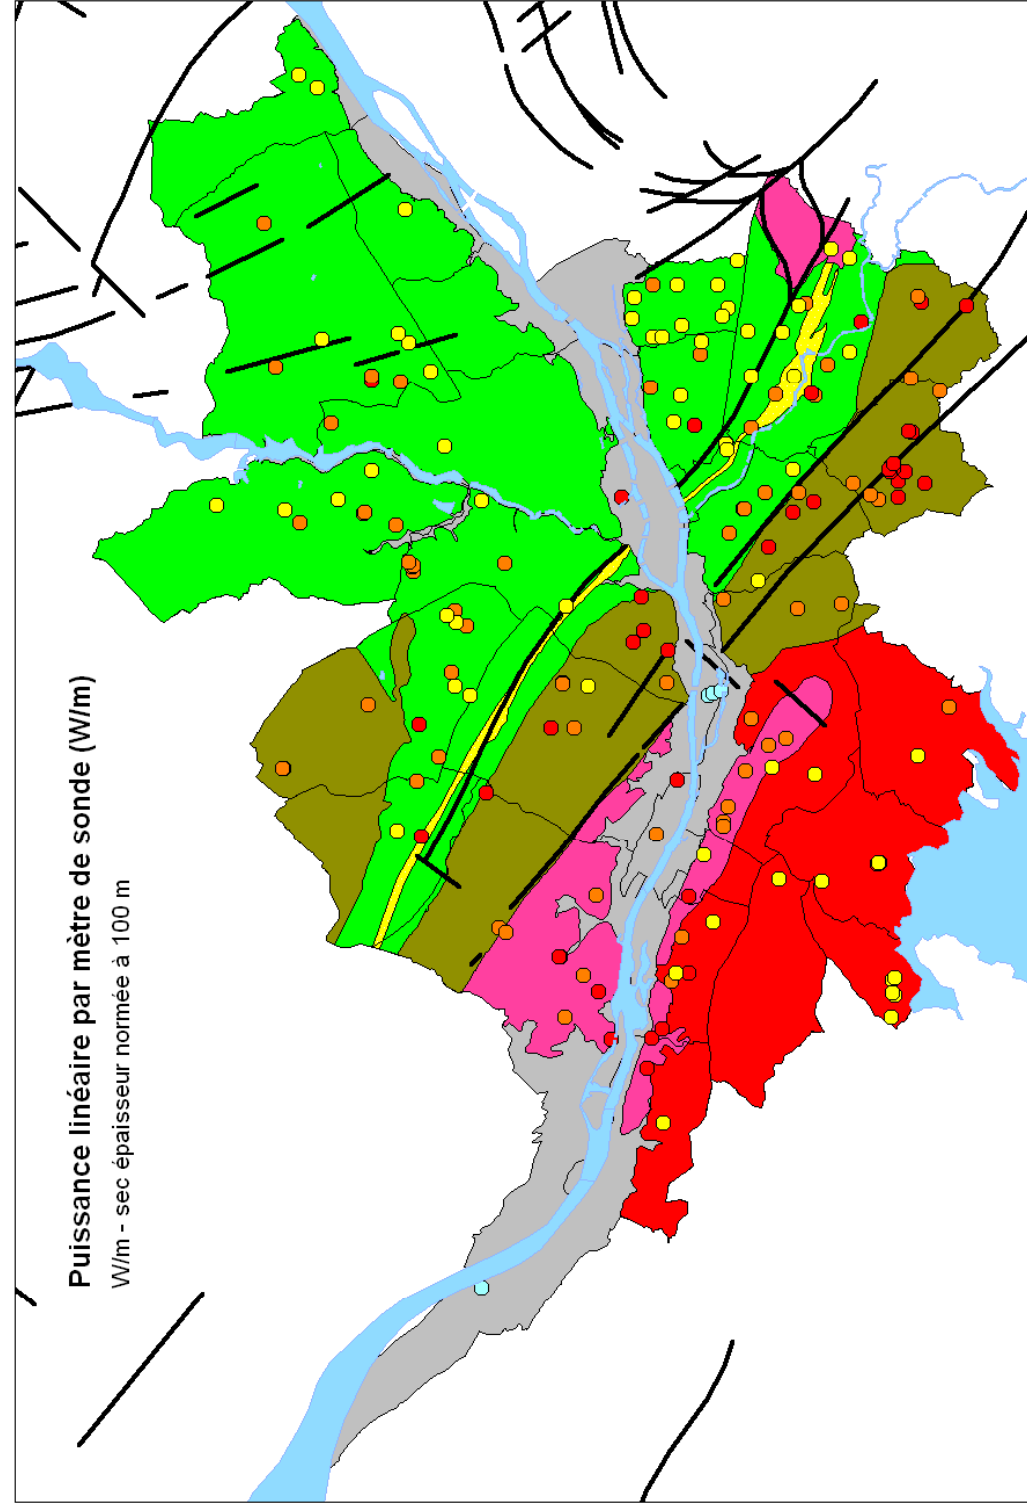 Puissance linéaire par mètre de sonde (W/m)
W/m - sec épaisseur normée à 100 m